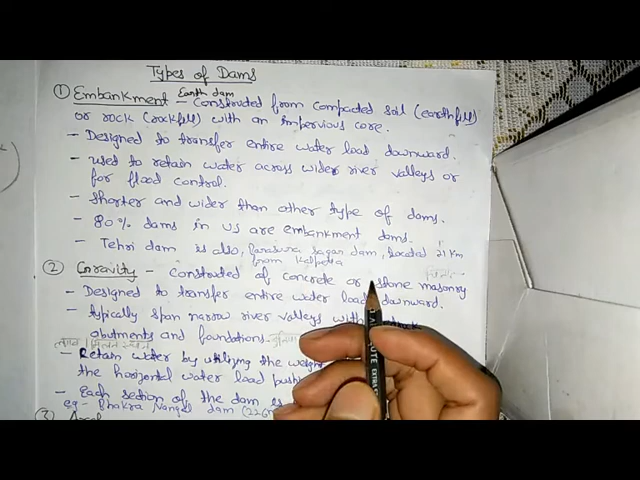 Types of Dams
① Embankment Earth dam - Constructed from compacted soil (earthfill)
or rock (rockfill) with an impervious core.
- Designed to transfer entire water load downward.
- used to retain water across wider river valleys or
for flood control.
- Shorter and wider than other type of dams.
- 80% dams in US are embankment dams.
- Tehri dam is also, Banasura Sagar dam, located 21 Km
from Kalpetta
② Gravity - Constructed of concrete or stone masonry
- Designed to transfer entire water load downward.
- typically span narrow river valleys with
abutments and foundations.
- Retain water by utilizing the weight
the horizontal water load push
- Each section of the dam is
eg - Bhakra Nangal dam (226m
③